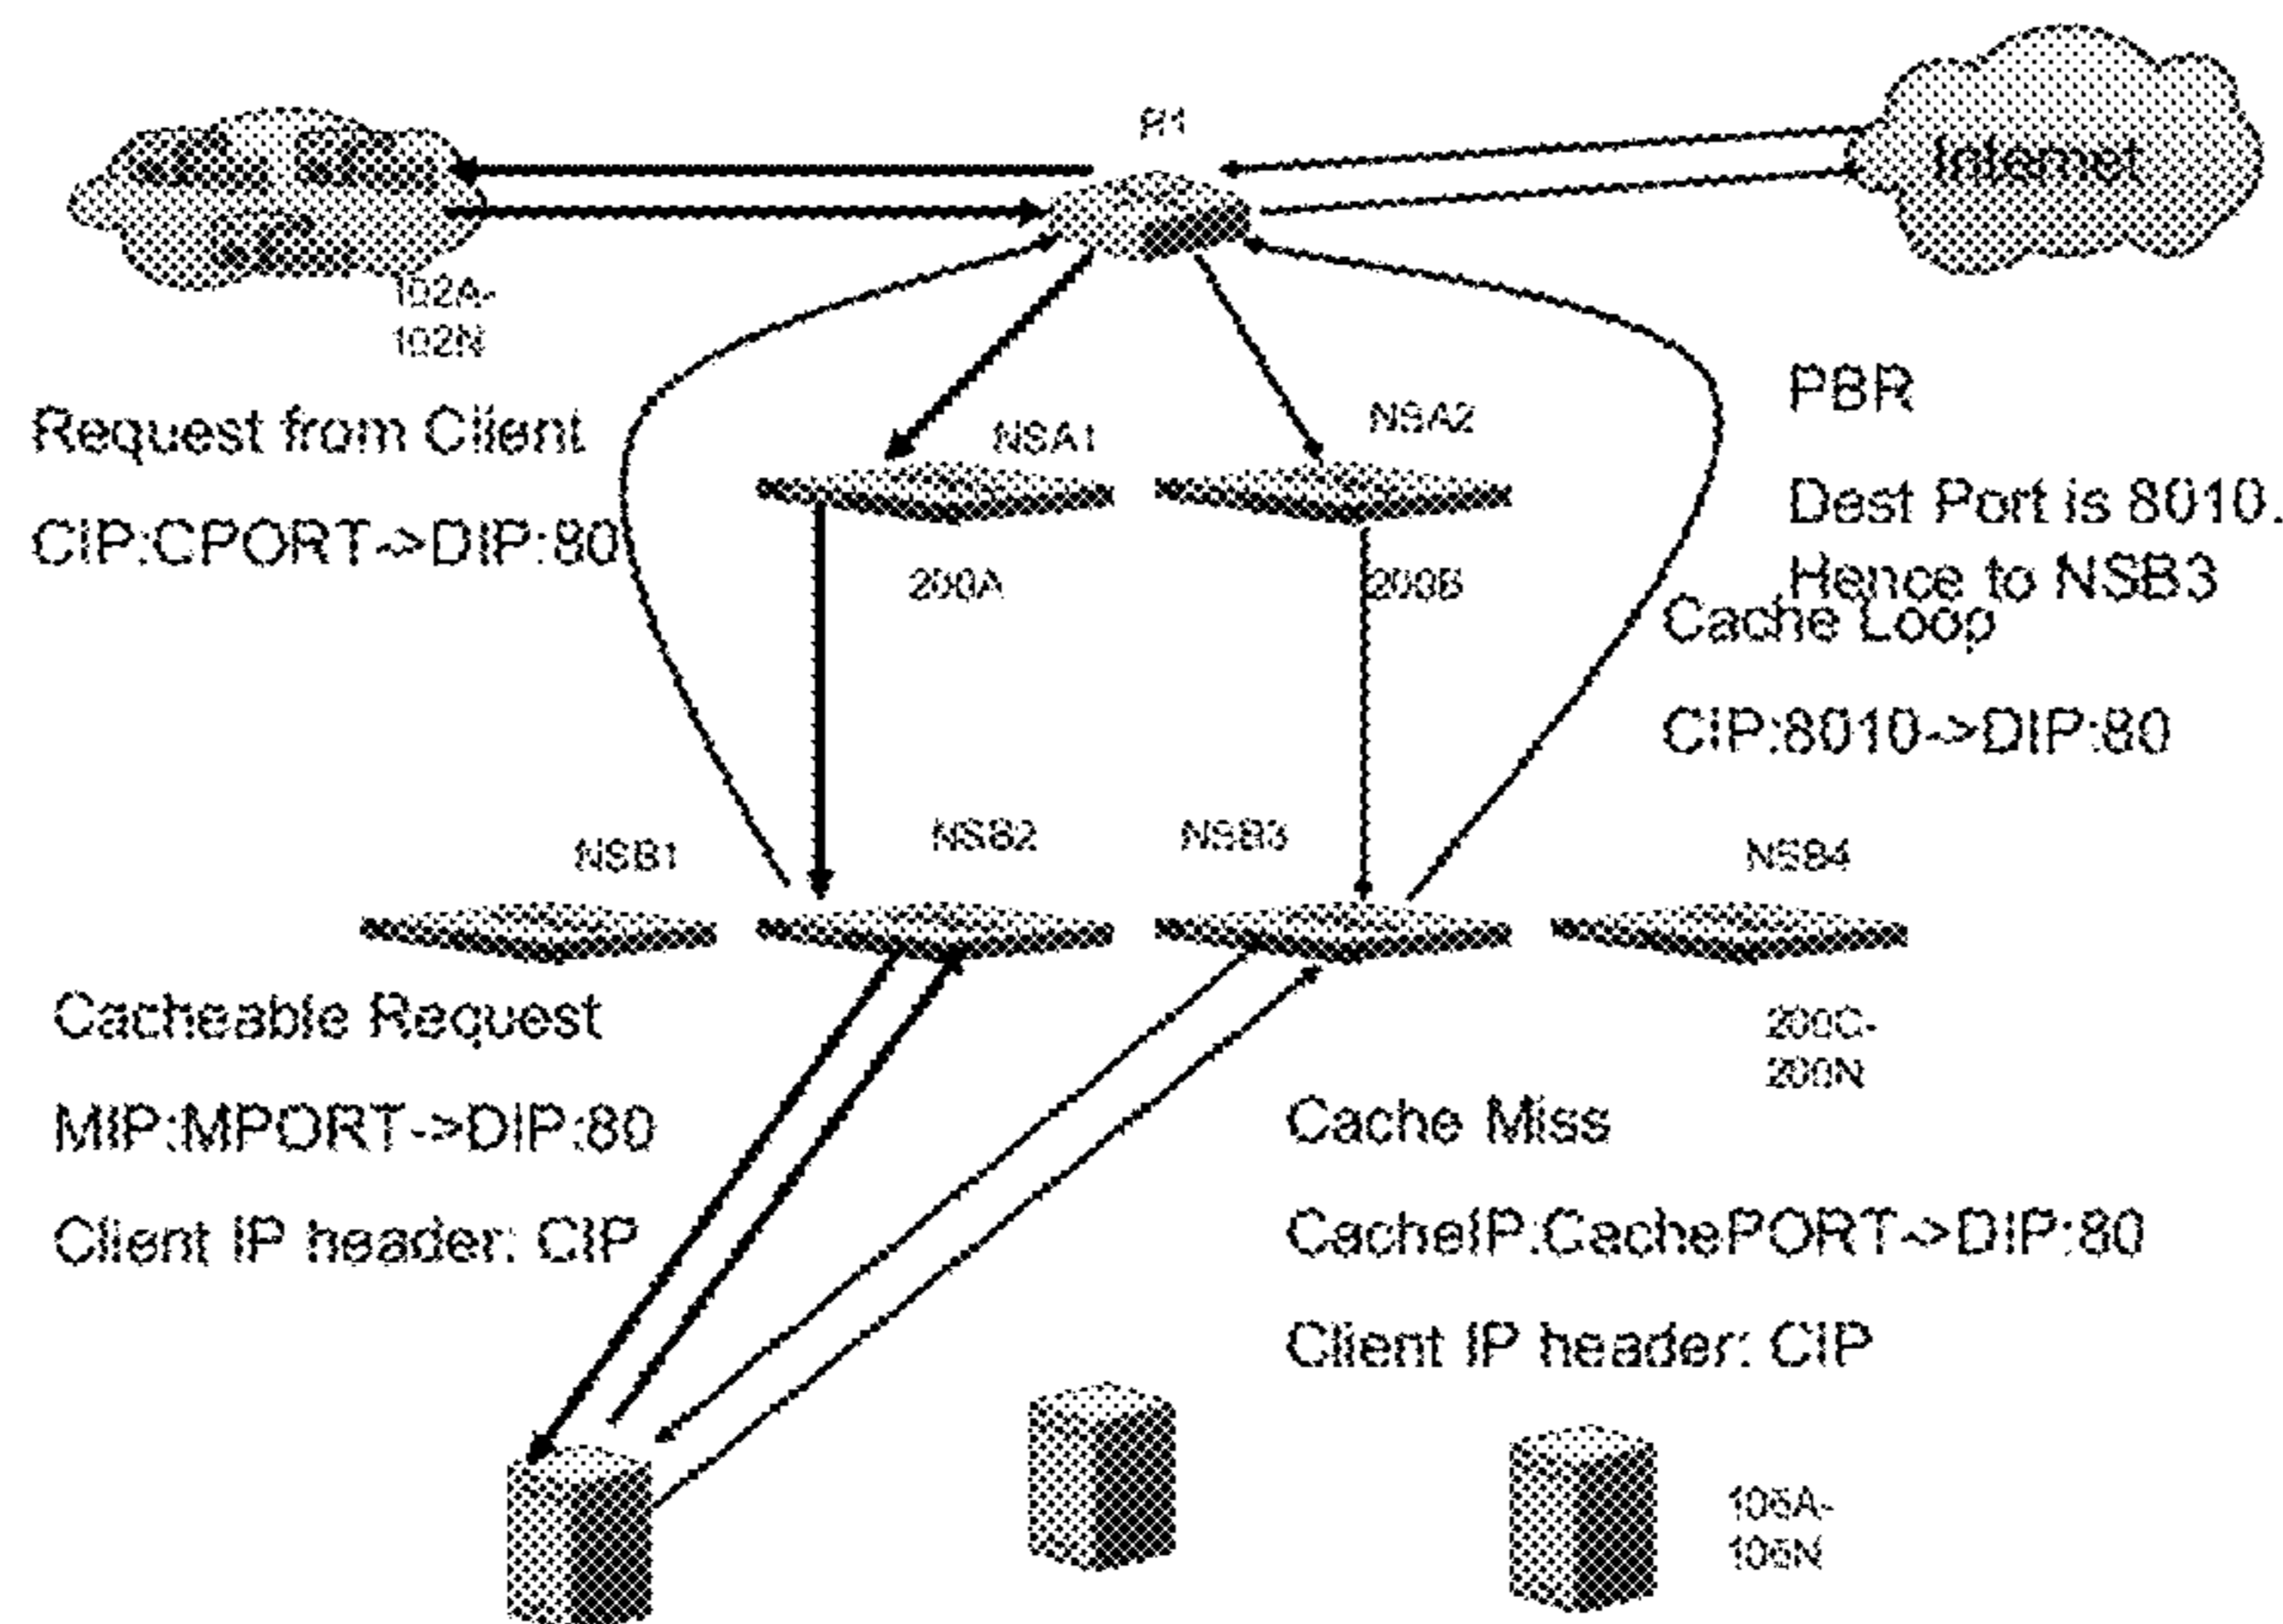 R1
Internet
102A-
102N
Request from Client
CIP:CPORT->DIP:80
NSA1
NSA2
200A
200B
PBR
Dest Port is 8010.
Hence to NSB3
Cache Loop
CIP:8010->DIP:80
NSB1
NSB2
NSB3
NSB4
200C-
200N
Cacheable Request
MIP:MPORT->DIP:80
Client IP header: CIP
Cache Miss
CacheIP:CachePORT->DIP:80
Client IP header: CIP
106A-
106N